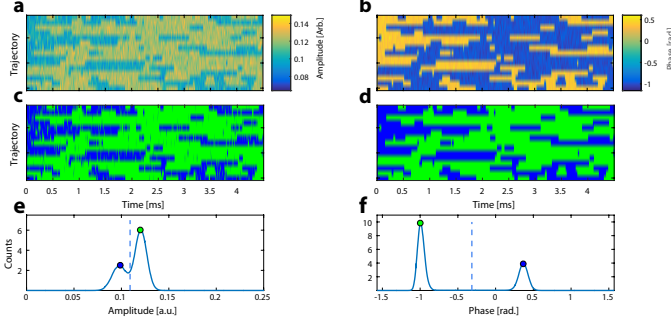 a
b
Trajectory
0.14
0.12
0.1
0.08
Amplitude [Arb.]
0.5
0
-0.5
-1
Phase [rad.]
c
d
Trajectory
0 0.5 1 1.5 2 2.5 3 3.5 4
Time [ms]
0 0.5 1 1.5 2 2.5 3 3.5 4
Time [ms]
e
f
Counts
6
4
2
0 0.05 0.1 0.15 0.2 0.25
Amplitude [a.u.]
10
8
6
4
2
-1.5 -1 -0.5 0 0.5 1 1.5
Phase [rad.]